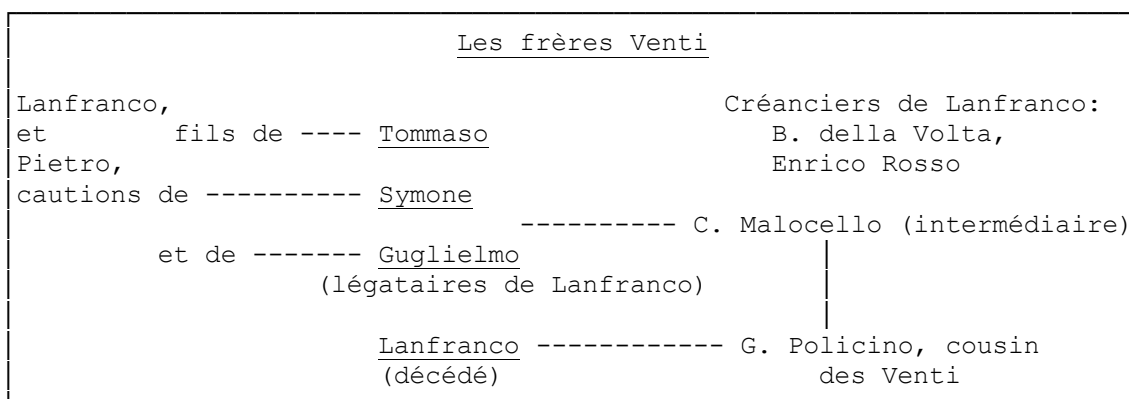 Les frères Venti
Lanfranco, Créanciers de Lanfranco:
et fils de ---- Tommaso B. della Volta,
Pietro, Enrico Rosso
cautions de ---------- Symone
---------- C. Malocello (intermédiaire)
et de ------- Guglielmo
(légataires de Lanfranco)
Lanfranco ------------ G. Policino, cousin
(décédé) des Venti